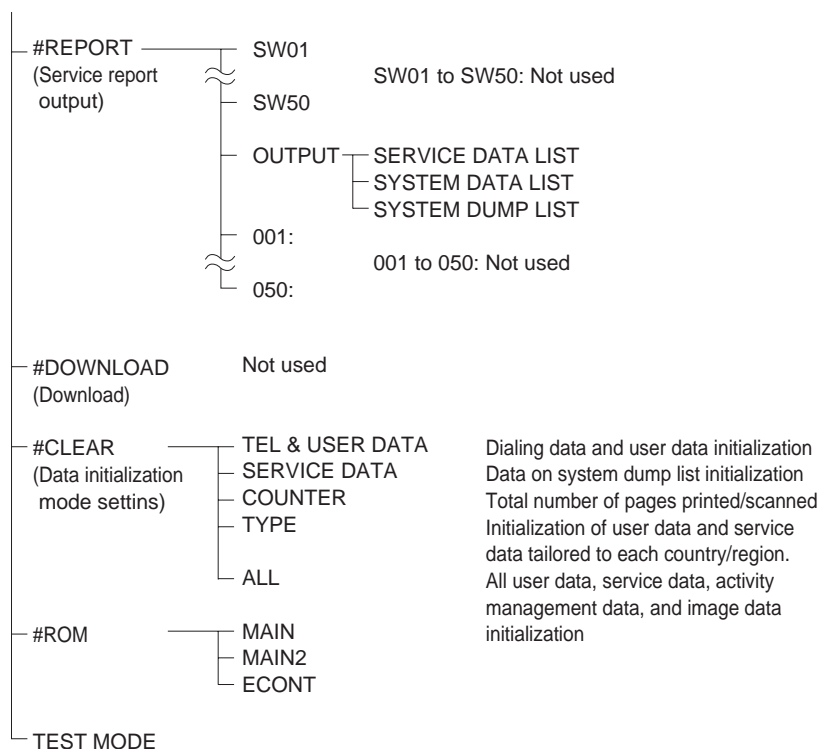 #REPORT SW01
(Service report
output)
SW01 to SW50: Not used
SW50
OUTPUT SERVICE DATA LIST
SYSTEM DATA LIST
SYSTEM DUMP LIST
001:
001 to 050: Not used
050:
#DOWNLOAD Not used
(Download)
#CLEAR TEL & USER DATA Dialing data and user data initialization
(Data initialization SERVICE DATA Data on system dump list initialization
mode settins) COUNTER Total number of pages printed/scanned
TYPE Initialization of user data and service
data tailored to each country/region.
ALL All user data, service data, activity
management data, and image data
#ROM MAIN initialization
MAIN2
ECONT
TEST MODE